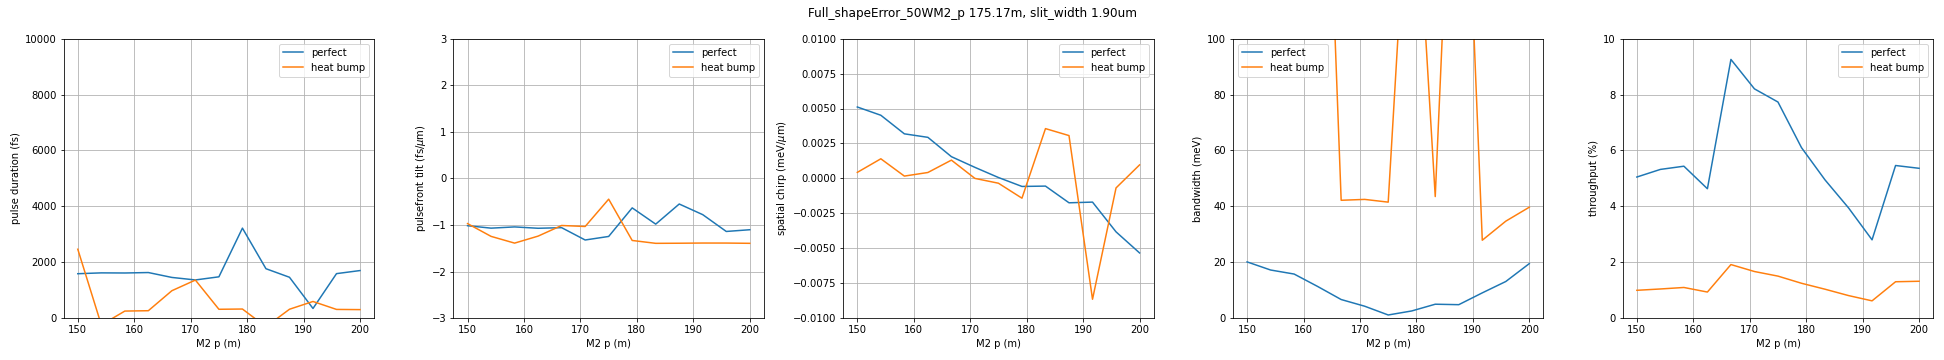 Full_shapeError_50WM2_p 175.17m, slit_width 1.90um
pulse duration (fs)
10000
8000
6000
4000
2000
0
150 160 170 180 190 200
M2 p (m)
perfect
heat bump
pulsefront tilt (fs/μm)
3
2
1
0
−1
−2
−3
150 160 170 180 190 200
M2 p (m)
perfect
heat bump
spatial chirp (meV/μm)
0.0100
0.0075
0.0050
0.0025
0.0000
−0.0025
−0.0050
−0.0075
−0.0100
150 160 170 180 190 200
M2 p (m)
perfect
heat bump
bandwidth (meV)
100
80
60
40
20
0
150 160 170 180 190 200
M2 p (m)
perfect
heat bump
throughput (%)
10
8
6
4
2
0
150 160 170 180 190 200
M2 p (m)
perfect
heat bump